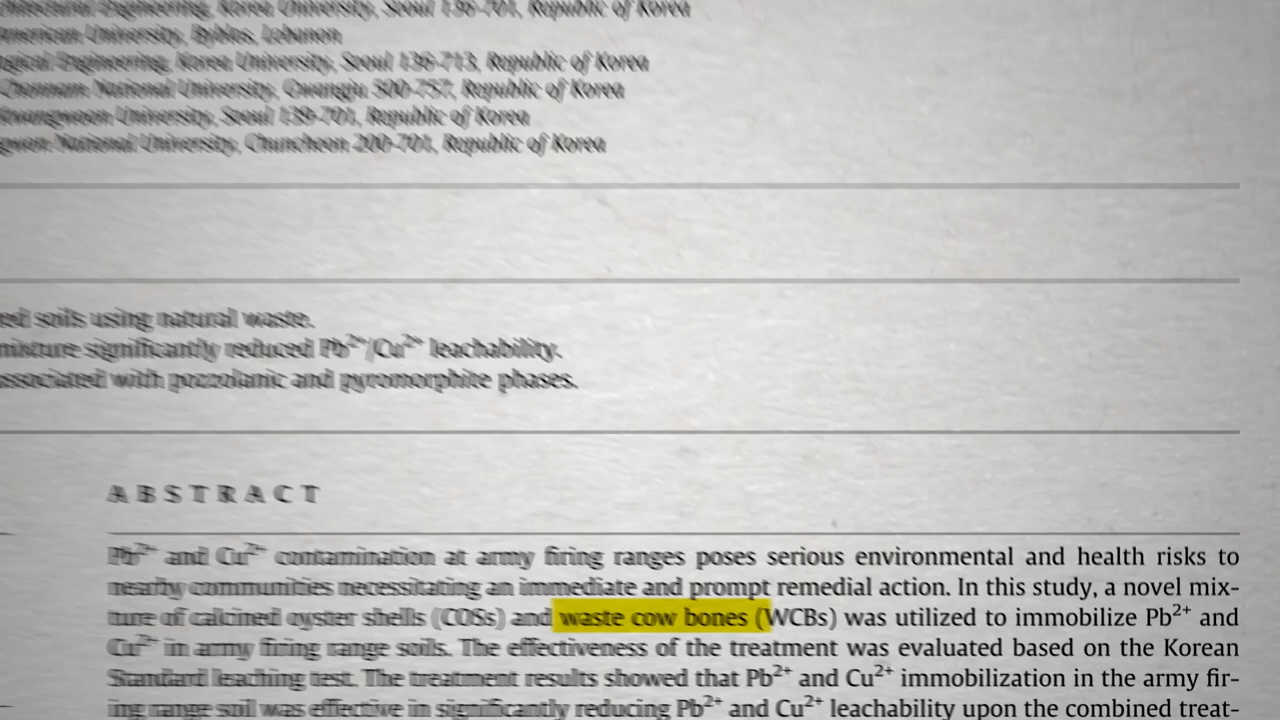 Engineering, Korea University, Seoul 136-701, Republic of Korea
American University, Byblos, Lebanon
Engineering, Korea University, Seoul 136-713, Republic of Korea
Chonnam National University, Gwangju 500-757, Republic of Korea
Kwangwoon University, Seoul 139-701, Republic of Korea
National University, Chuncheon 200-701, Republic of Korea
soils using natural waste.
mixture significantly reduced Pb²⁺/Cu²⁺ leachability.
associated with pozzolanic and pyromorphite phases.
ABSTRACT
Pb²⁺ and Cu²⁺ contamination at army firing ranges poses serious environmental and health risks to
nearby communities necessitating an immediate and prompt remedial action. In this study, a novel mix-
ture of calcined oyster shells (COSs) and waste cow bones (WCBs) was utilized to immobilize Pb²⁺ and
Cu²⁺ in army firing range soils. The effectiveness of the treatment was evaluated based on the Korean
Standard leaching test. The treatment results showed that Pb²⁺ and Cu²⁺ immobilization in the army fir-
ing range soil was effective in significantly reducing Pb²⁺ and Cu²⁺ leachability upon the combined treat-